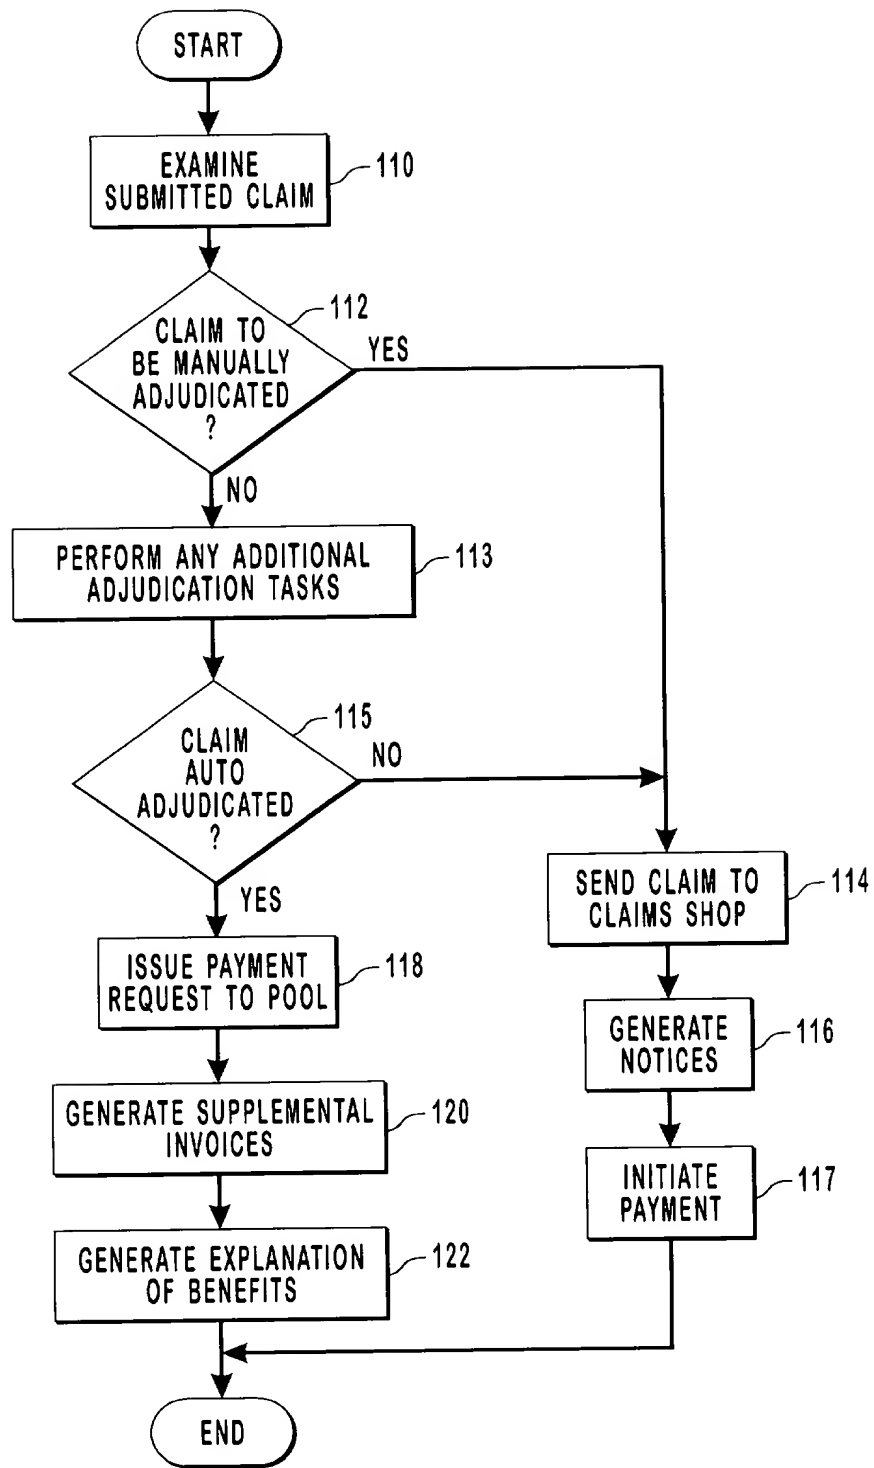 START
EXAMINE
SUBMITTED CLAIM
110
CLAIM TO
BE MANUALLY
ADJUDICATED
?
112
YES
NO
PERFORM ANY ADDITIONAL
ADJUDICATION TASKS
113
CLAIM
AUTO
ADJUDICATED
?
115
NO
YES
SEND CLAIM TO
CLAIMS SHOP
114
ISSUE PAYMENT
REQUEST TO POOL
118
GENERATE
NOTICES
116
GENERATE SUPPLEMENTAL
INVOICES
120
INITIATE
PAYMENT
117
GENERATE EXPLANATION
OF BENEFITS
122
END